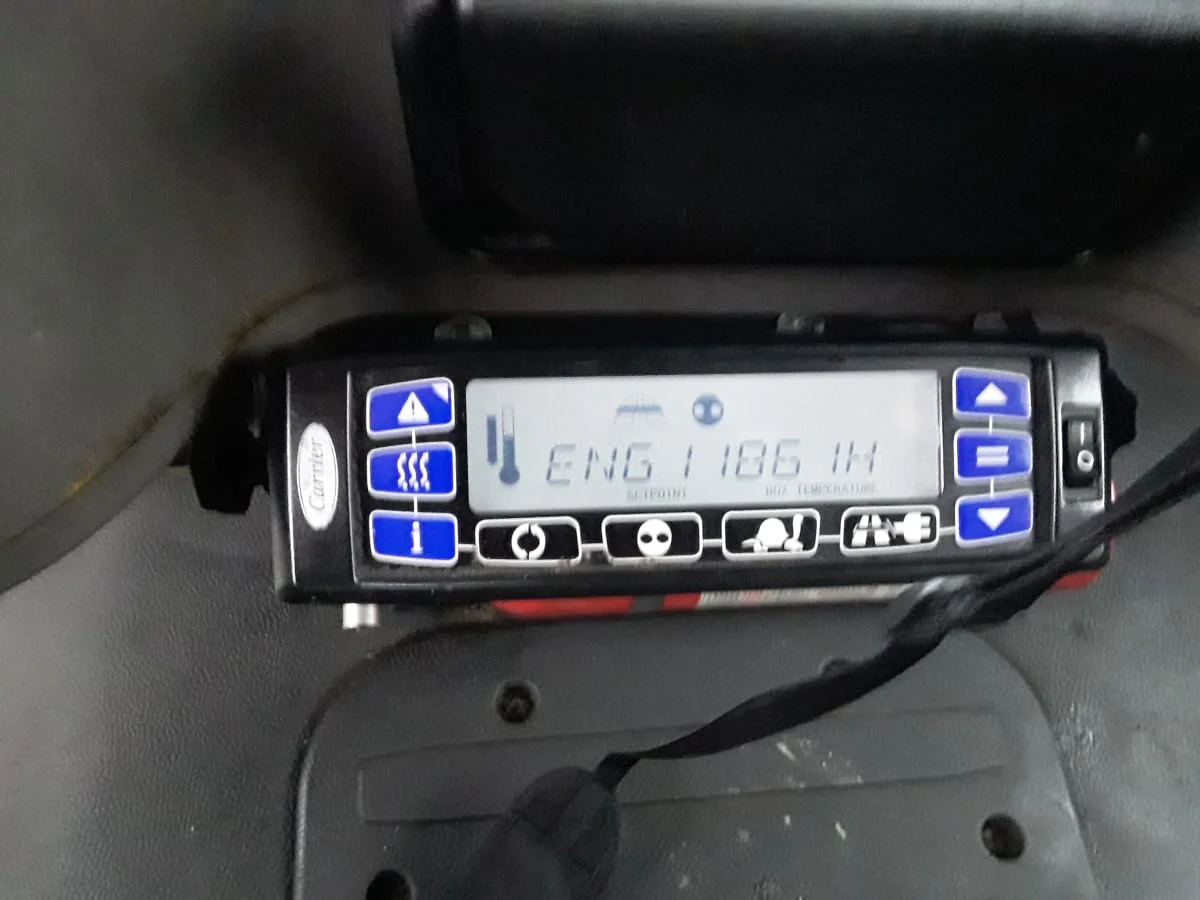 Carrier
ENG 11861H
SETPOINT BOX TEMPERATURE
i
I
O